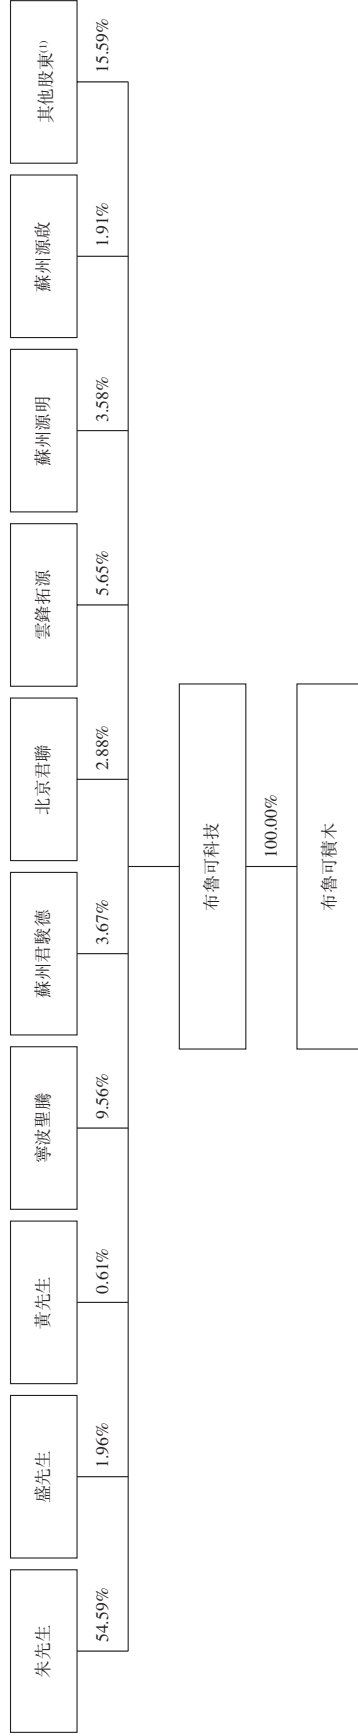 朱先生
盛先生
黃先生
寧波聖騰
蘇州君駿德
北京君聯
雲鋒拓源
蘇州源明
蘇州源啟
其他股東(1)
54.59%
1.96%
0.61%
9.56%
3.67%
2.88%
5.65%
3.58%
1.91%
15.59%
布魯可科技
100.00%
布魯可積木